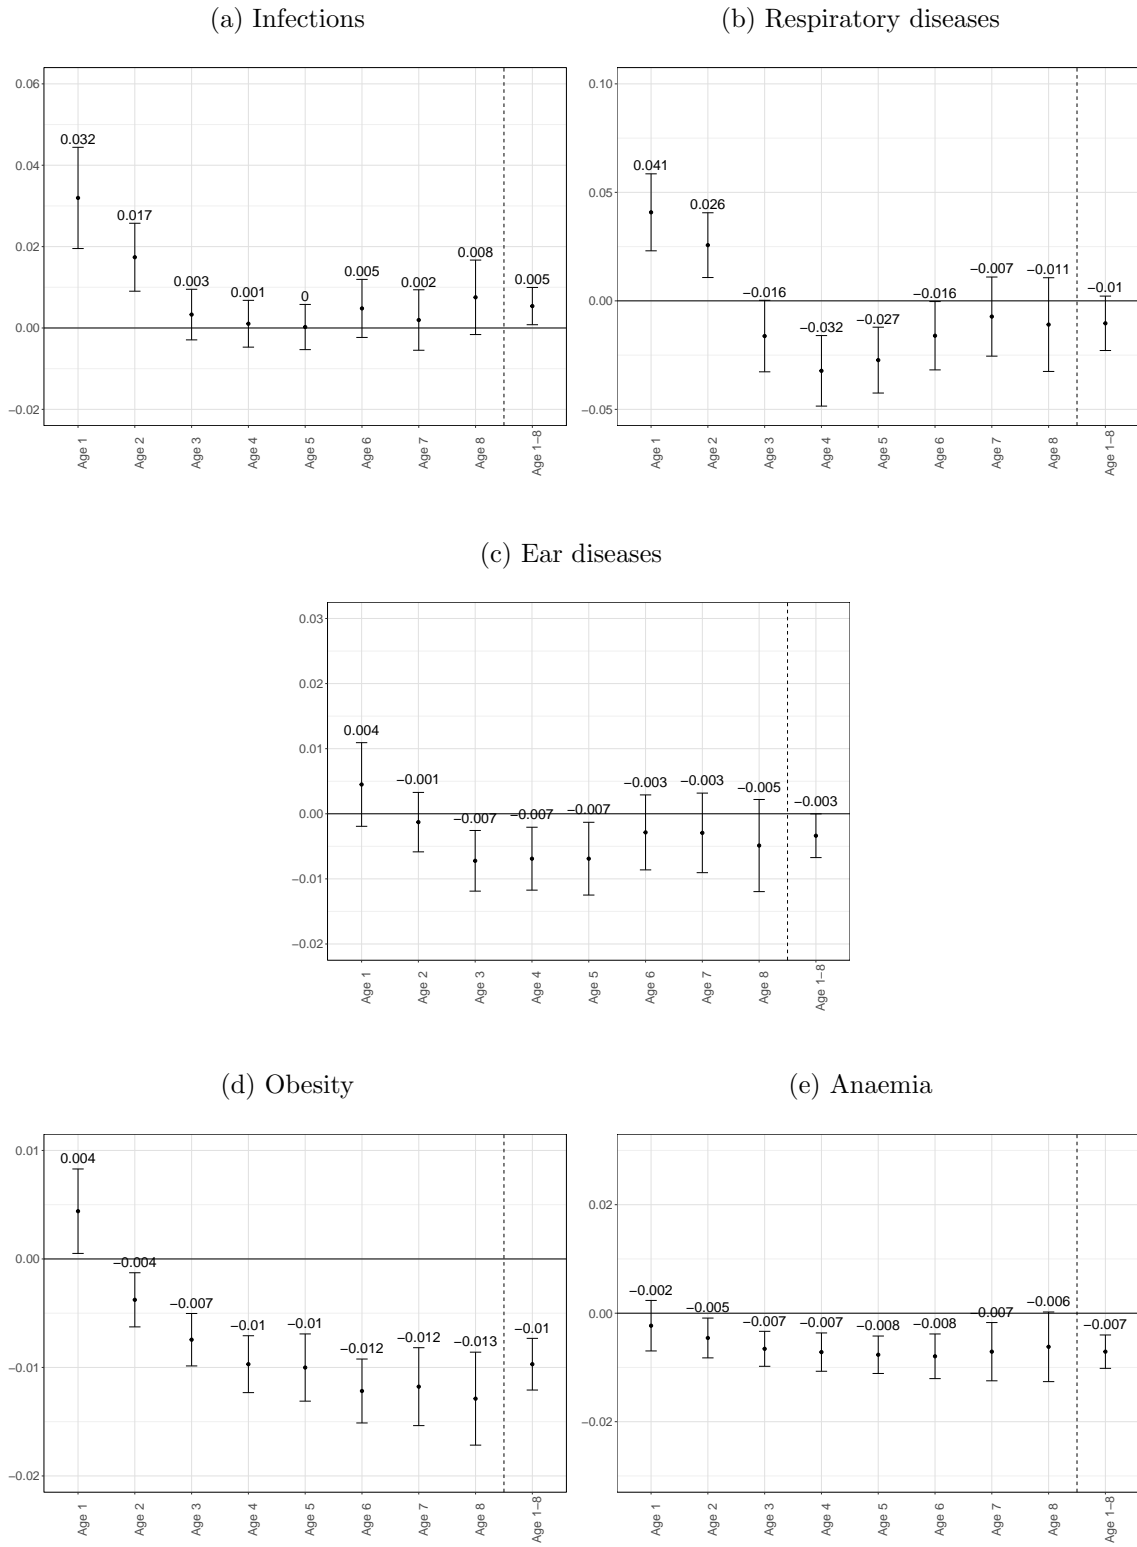 (a) Infections
0.06
0.04
0.02
0.00
−0.02
0.032
0.017
0.003
0.001
0
0.005
0.002
0.008
0.005
Age 1
Age 2
Age 3
Age 4
Age 5
Age 6
Age 7
Age 8
Age 1−8
(b) Respiratory diseases
0.10
0.05
0.00
−0.05
0.041
0.026
−0.016
−0.032
−0.027
−0.016
−0.007
−0.011
−0.01
Age 1
Age 2
Age 3
Age 4
Age 5
Age 6
Age 7
Age 8
Age 1−8
(c) Ear diseases
0.03
0.01
0.00
−0.01
−0.02
0.004
−0.001
−0.007
−0.007
−0.007
−0.003
−0.003
−0.005
−0.003
Age 1
Age 2
Age 3
Age 4
Age 5
Age 6
Age 7
Age 8
Age 1−8
(d) Obesity
0.01
0.00
−0.01
−0.02
0.004
−0.004
−0.007
−0.01
−0.01
−0.012
−0.012
−0.013
−0.01
Age 1
Age 2
Age 3
Age 4
Age 5
Age 6
Age 7
Age 8
Age 1−8
(e) Anaemia
0.02
0.00
−0.02
−0.002
−0.005
−0.007
−0.007
−0.008
−0.008
−0.007
−0.006
−0.007
Age 1
Age 2
Age 3
Age 4
Age 5
Age 6
Age 7
Age 8
Age 1−8